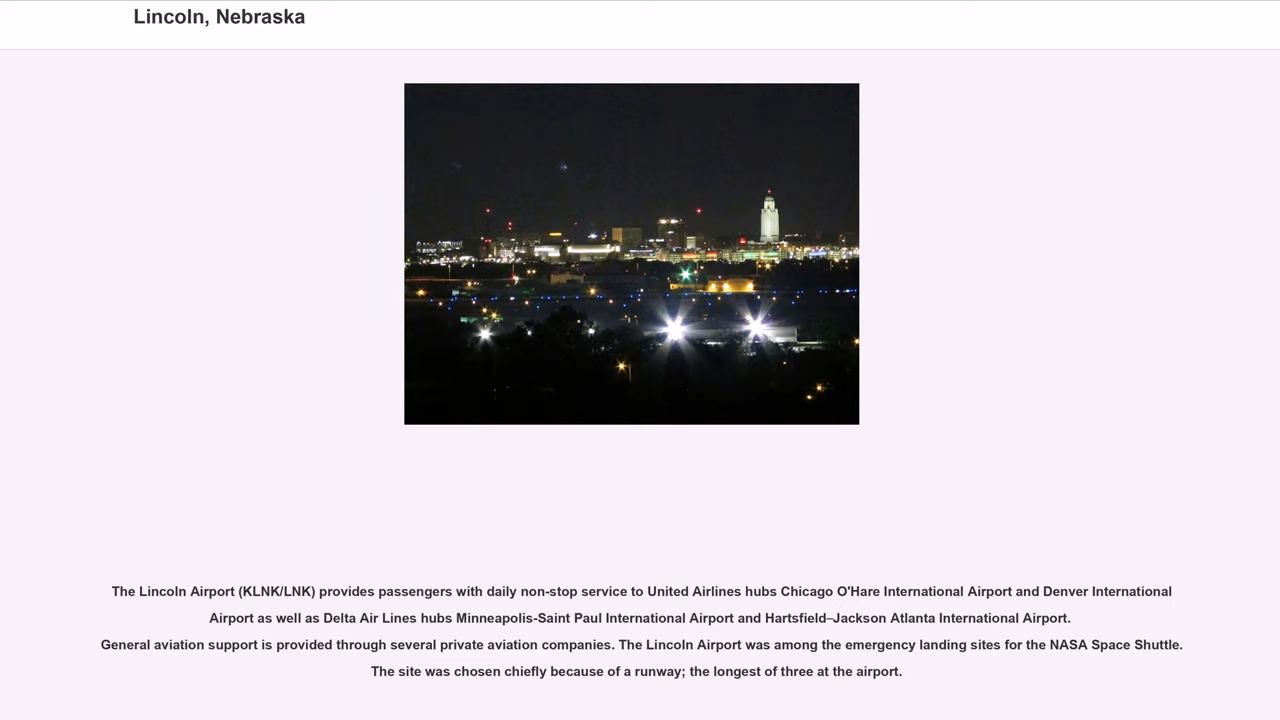 Lincoln, Nebraska
The Lincoln Airport (KLNK/LNK) provides passengers with daily non-stop service to United Airlines hubs Chicago O'Hare International Airport and Denver International
Airport as well as Delta Air Lines hubs Minneapolis-Saint Paul International Airport and Hartsfield–Jackson Atlanta International Airport.
General aviation support is provided through several private aviation companies. The Lincoln Airport was among the emergency landing sites for the NASA Space Shuttle.
The site was chosen chiefly because of a runway; the longest of three at the airport.